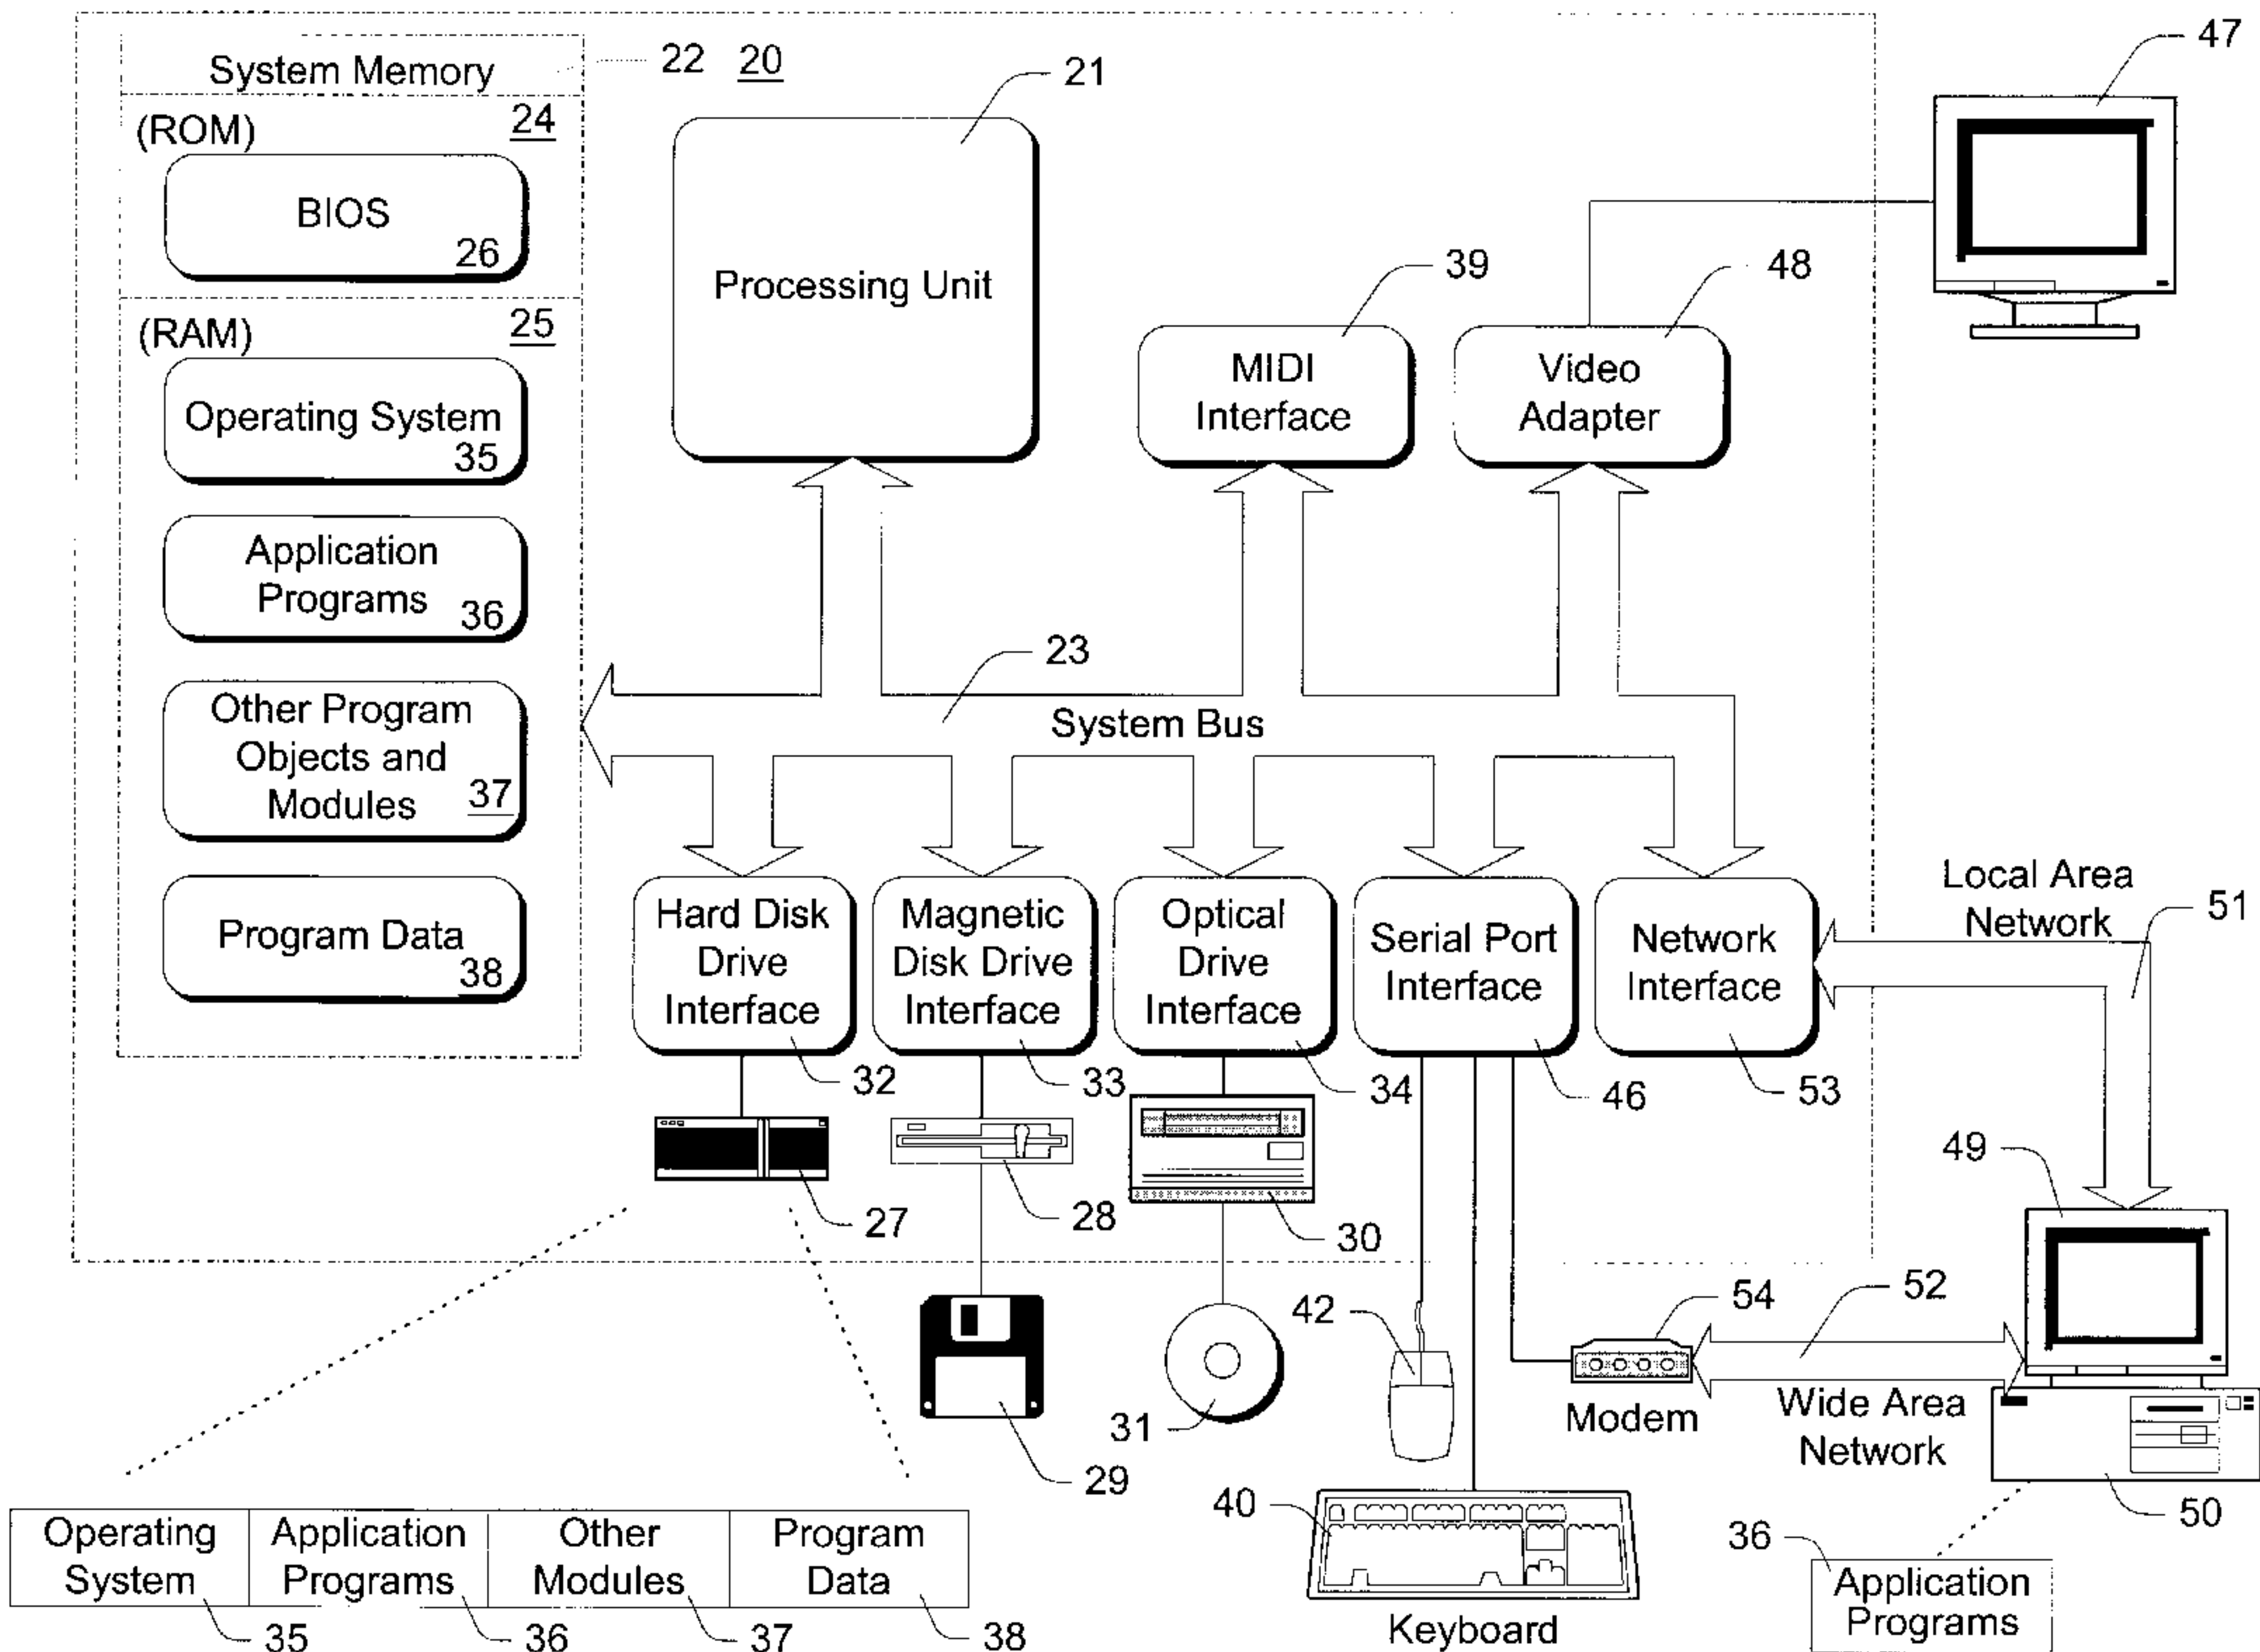 System Memory
22
20
(ROM)
24
BIOS
26
(RAM)
25
Operating System
35
Application
Programs
36
Other Program
Objects and
Modules
37
Program Data
38
21
Processing Unit
39
MIDI
Interface
48
Video
Adapter
47
23
System Bus
Hard Disk
Drive
Interface
32
Magnetic
Disk Drive
Interface
33
Optical
Drive
Interface
34
Serial Port
Interface
46
Network
Interface
53
Local Area
Network
51
27
28
30
49
29
31
42
54
52
Modem
Wide Area
Network
50
40
Keyboard
36
Application
Programs
Operating
System
35
Application
Programs
36
Other
Modules
37
Program
Data
38